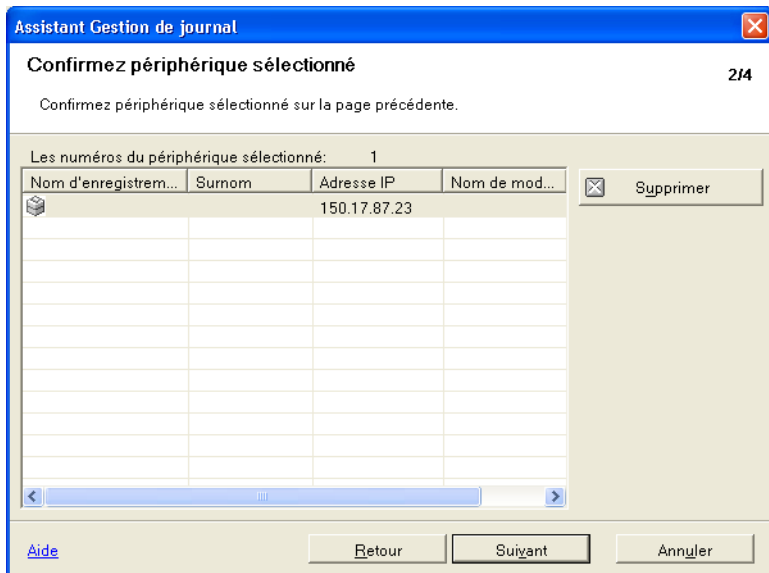 Assistant Gestion de journal
Confirmez périphérique sélectionné
2/4
Confirmez périphérique sélectionné sur la page précédente.
Les numéros du périphérique sélectionné: 1
Nom d'enregistrem... Surnom Adresse IP Nom de mod...
150.17.87.23
Supprimer
Aide Retour Suivant Annuler